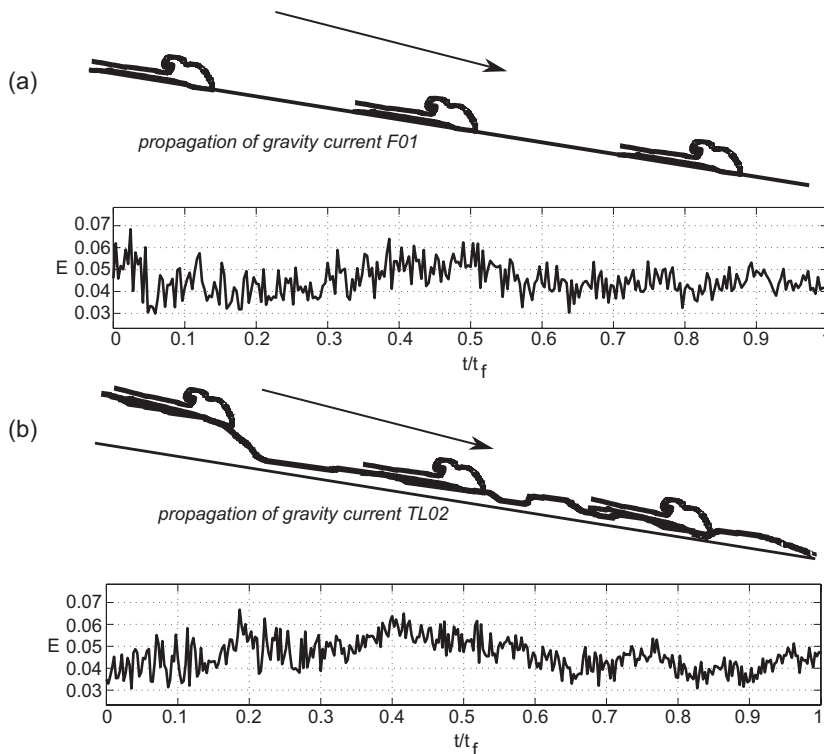 (a)
propagation of gravity current F01
0.07
0.06
E 0.05
0.04
0.03
0 0.1 0.2 0.3 0.4 0.5 0.6 0.7 0.8 0.9 1
t/t_f
(b)
propagation of gravity current TL02
0.07
0.06
E 0.05
0.04
0.03
0 0.1 0.2 0.3 0.4 0.5 0.6 0.7 0.8 0.9 1
t/t_f